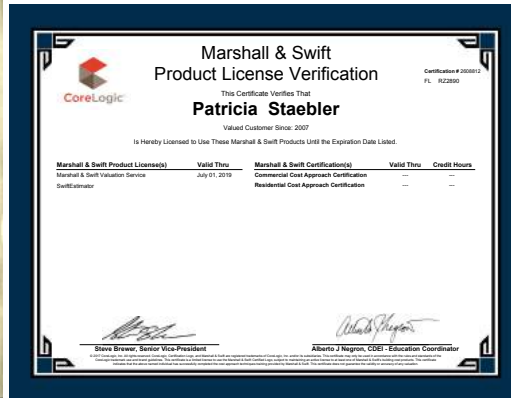 Marshall & Swift
Product License Verification
Certification # 2608812
FL RZ2890
CoreLogic
This Certificate Verifies That
Patricia Staebler
Valued Customer Since: 2007
Is Hereby Licensed to Use These Marshall & Swift Products Until the Expiration Date Listed.
Marshall & Swift Product License(s) Valid Thru Marshall & Swift Certification(s) Valid Thru Credit Hours
Marshall & Swift Valuation Service July 01, 2019 Commercial Cost Approach Certification --- ---
SwiftEstimator Residential Cost Approach Certification --- ---
Steve Brewer, Senior Vice-President Alberto J Negron, CDEI - Education Coordinator